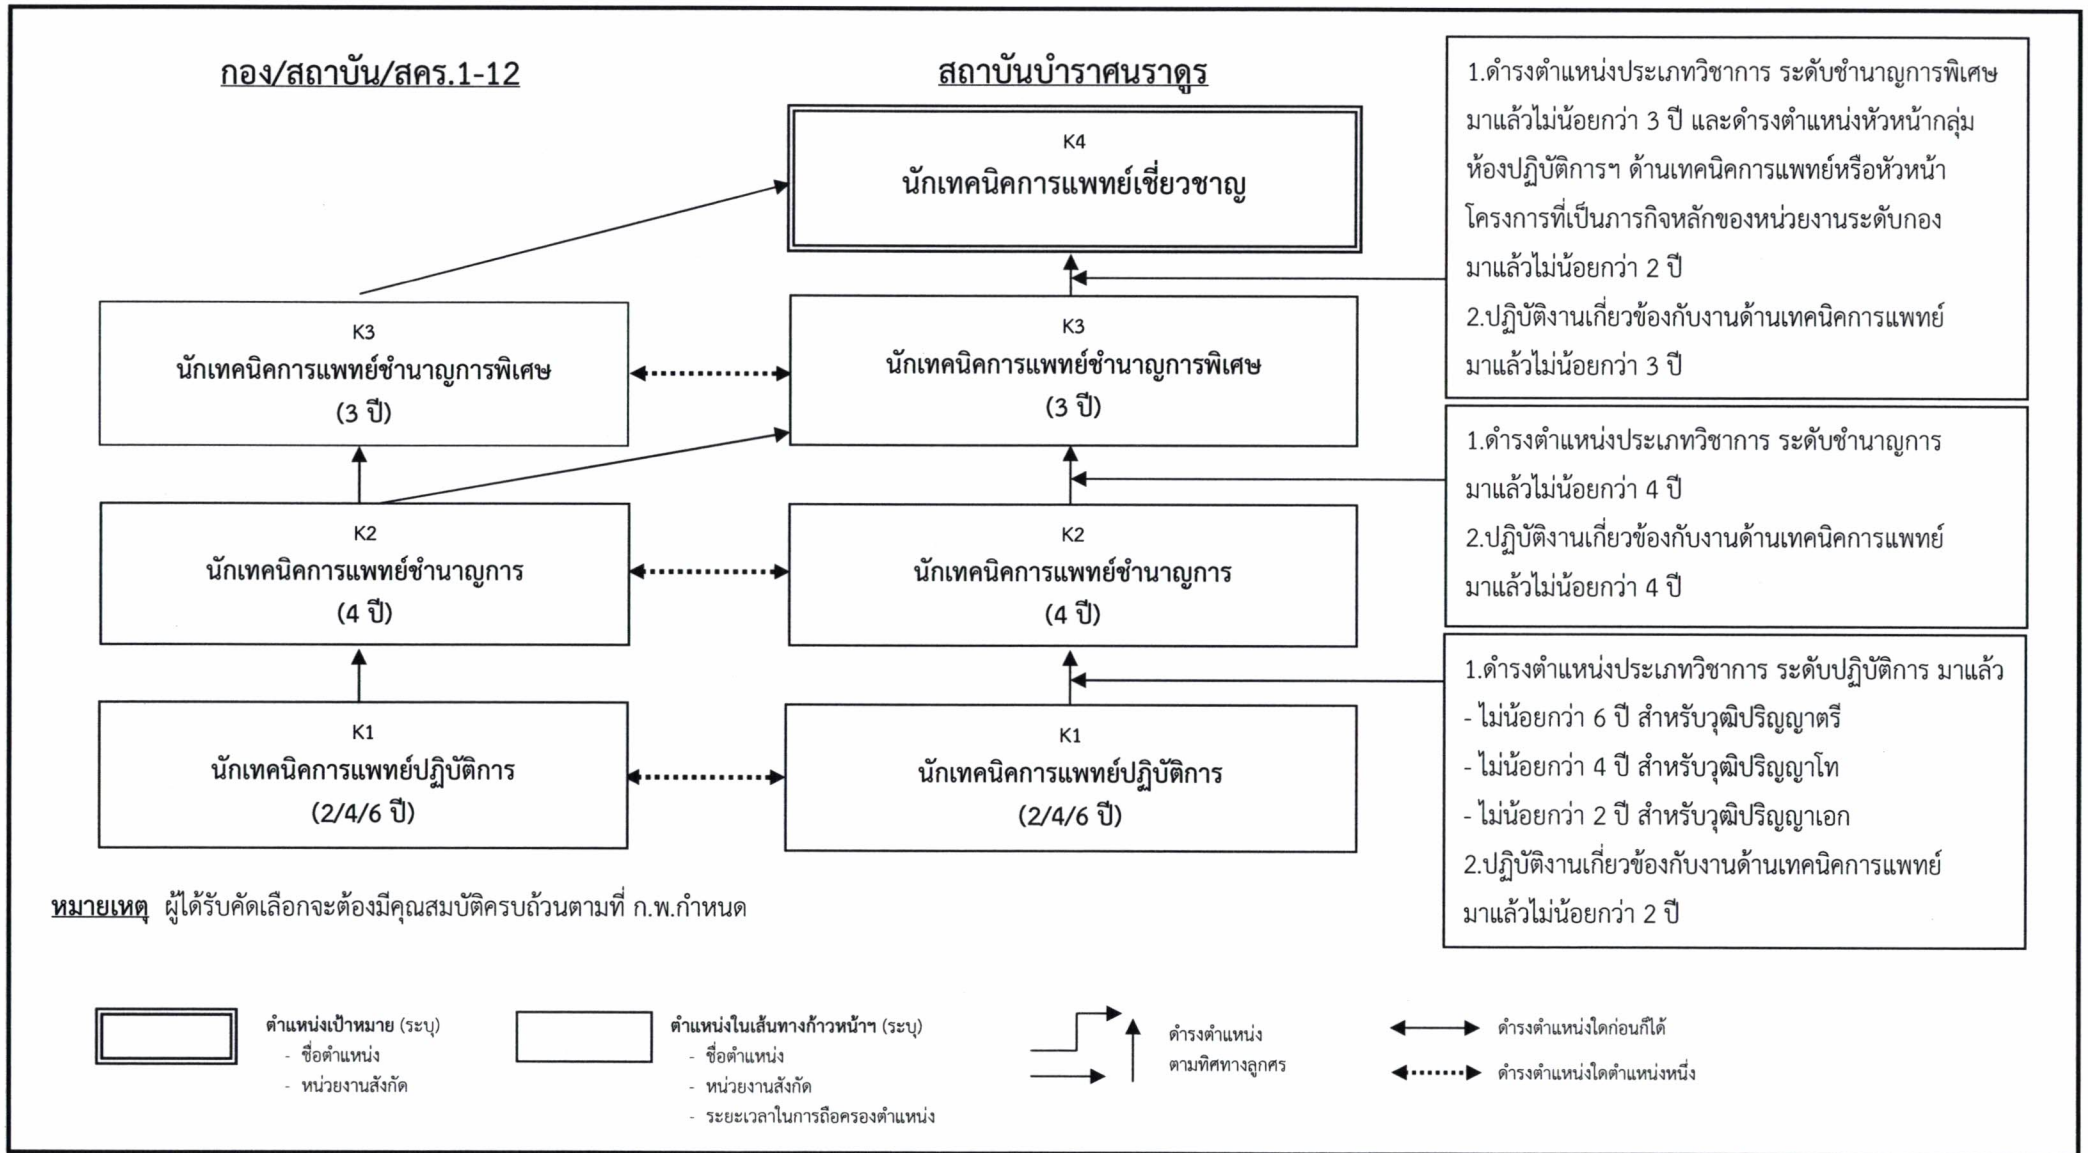 กอง/สถาบัน/สคร.1-12
สถาบันบำราศนราดูร
K4
นักเทคนิคการแพทย์เชี่ยวชาญ
K3
นักเทคนิคการแพทย์ชำนาญการพิเศษ
(3 ปี)
K3
นักเทคนิคการแพทย์ชำนาญการพิเศษ
(3 ปี)
K2
นักเทคนิคการแพทย์ชำนาญการ
(4 ปี)
K2
นักเทคนิคการแพทย์ชำนาญการ
(4 ปี)
K1
นักเทคนิคการแพทย์ปฏิบัติการ
(2/4/6 ปี)
K1
นักเทคนิคการแพทย์ปฏิบัติการ
(2/4/6 ปี)
1.ดำรงตำแหน่งประเภทวิชาการ ระดับชำนาญการพิเศษ
มาแล้วไม่น้อยกว่า 3 ปี และดำรงตำแหน่งหัวหน้ากลุ่ม
ห้องปฏิบัติการฯ ด้านเทคนิคการแพทย์หรือหัวหน้า
โครงการที่เป็นภารกิจหลักของหน่วยงานระดับกอง
มาแล้วไม่น้อยกว่า 2 ปี
2.ปฏิบัติงานเกี่ยวข้องกับงานด้านเทคนิคการแพทย์
มาแล้วไม่น้อยกว่า 3 ปี
1.ดำรงตำแหน่งประเภทวิชาการ ระดับชำนาญการ
มาแล้วไม่น้อยกว่า 4 ปี
2.ปฏิบัติงานเกี่ยวข้องกับงานด้านเทคนิคการแพทย์
มาแล้วไม่น้อยกว่า 4 ปี
1.ดำรงตำแหน่งประเภทวิชาการ ระดับปฏิบัติการ มาแล้ว
- ไม่น้อยกว่า 6 ปี สำหรับวุฒิปริญญาตรี
- ไม่น้อยกว่า 4 ปี สำหรับวุฒิปริญญาโท
- ไม่น้อยกว่า 2 ปี สำหรับวุฒิปริญญาเอก
2.ปฏิบัติงานเกี่ยวข้องกับงานด้านเทคนิคการแพทย์
มาแล้วไม่น้อยกว่า 2 ปี
หมายเหตุ ผู้ได้รับคัดเลือกจะต้องมีคุณสมบัติครบถ้วนตามที่ ก.พ.กำหนด
ตำแหน่งเป้าหมาย (ระบุ)
- ชื่อตำแหน่ง
- หน่วยงานสังกัด
ตำแหน่งในเส้นทางก้าวหน้าฯ (ระบุ)
- ชื่อตำแหน่ง
- หน่วยงานสังกัด
- ระยะเวลาในการถือครองตำแหน่ง
ดำรงตำแหน่ง
ตามทิศทางลูกศร
ดำรงตำแหน่งใดก่อนก็ได้
ดำรงตำแหน่งใดตำแหน่งหนึ่ง